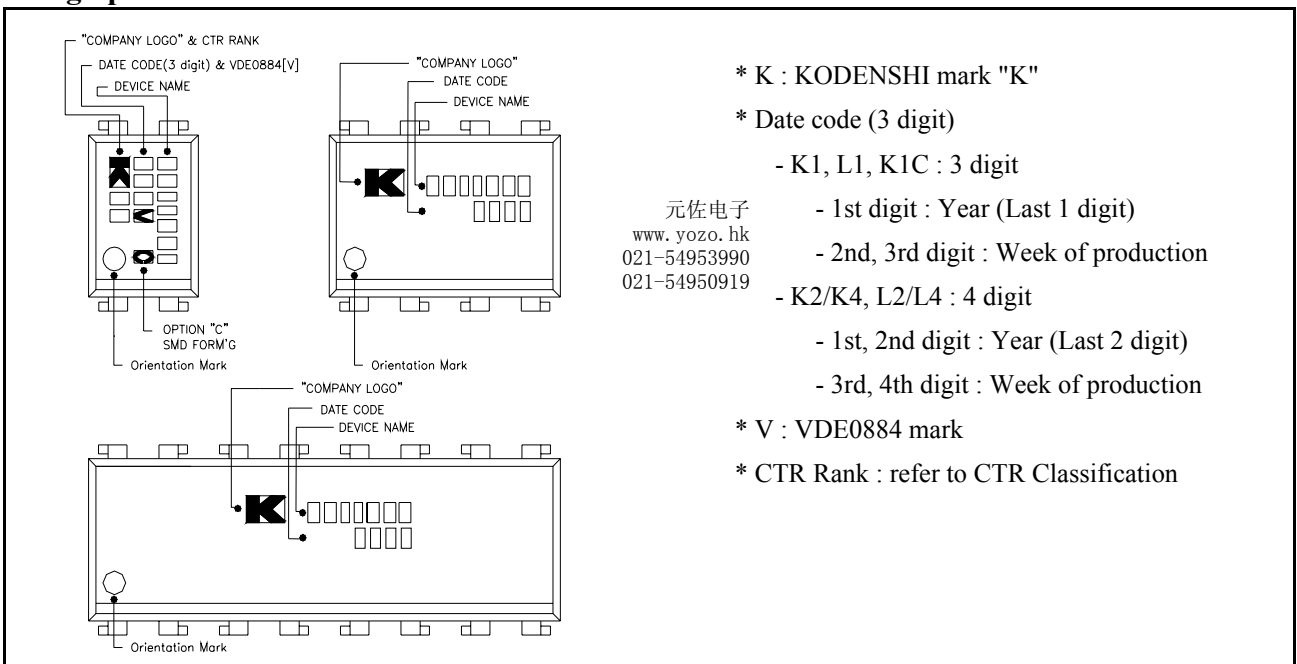 "COMPANY LOGO" & CTR RANK
DATE CODE(3 digit) & VDE0884[V]
DEVICE NAME
K
V
OPTION "C"
SMD FORM'G
Orientation Mark
"COMPANY LOGO"
DATE CODE
DEVICE NAME
K
Orientation Mark
"COMPANY LOGO"
DATE CODE
DEVICE NAME
K
Orientation Mark
* K : KODENSHI mark "K"
* Date code (3 digit)
- K1, L1, K1C : 3 digit
- 1st digit : Year (Last 1 digit)
- 2nd, 3rd digit : Week of production
- K2/K4, L2/L4 : 4 digit
- 1st, 2nd digit : Year (Last 2 digit)
- 3rd, 4th digit : Week of production
* V : VDE0884 mark
* CTR Rank : refer to CTR Classification
元佐电子
www.yozo.hk
021-54953990
021-54950919